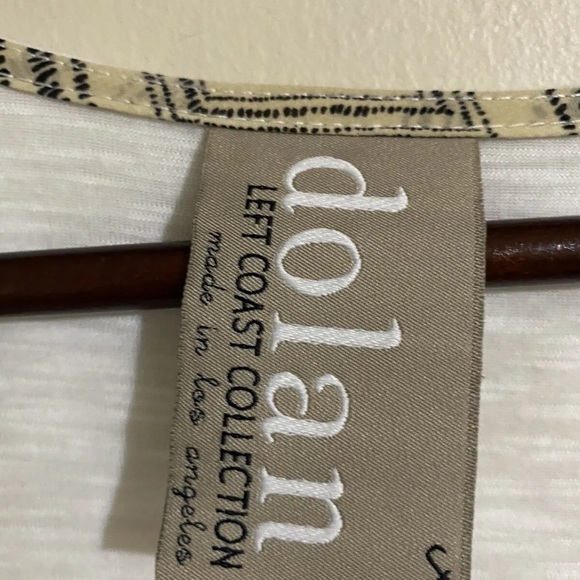 dolan
LEFT COAST COLLECTION
made in los angeles